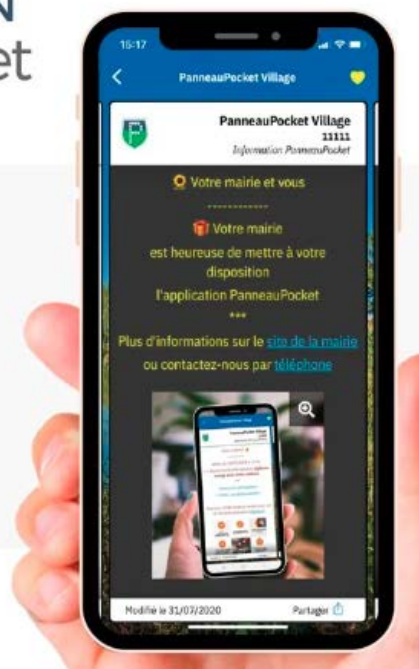 N
et
15:17
PanneauPocket Village
PanneauPocket Village
11111
Information PanneauPocket
Votre mairie et vous
------------
Votre mairie
est heureuse de mettre à votre
disposition
l'application PanneauPocket
***
Plus d'informations sur le site de la mairie
ou contactez-nous par téléphone
Modifié le 31/07/2020
Partager